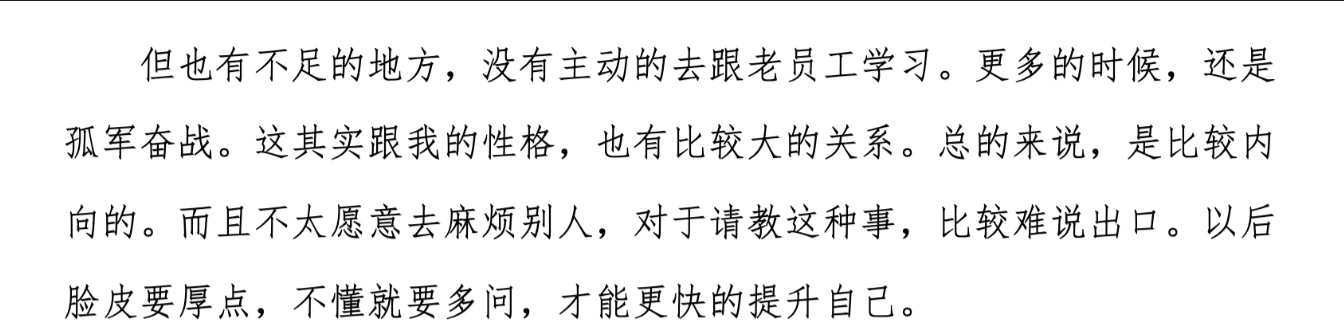 但也有不足的地方，没有主动的去跟老员工学习。更多的时候，还是
孤军奋战。这其实跟我的性格，也有比较大的关系。总的来说，是比较内
向的。而且不太愿意去麻烦别人，对于请教这种事，比较难说出口。以后
脸皮要厚点，不懂就要多问，才能更快的提升自己。